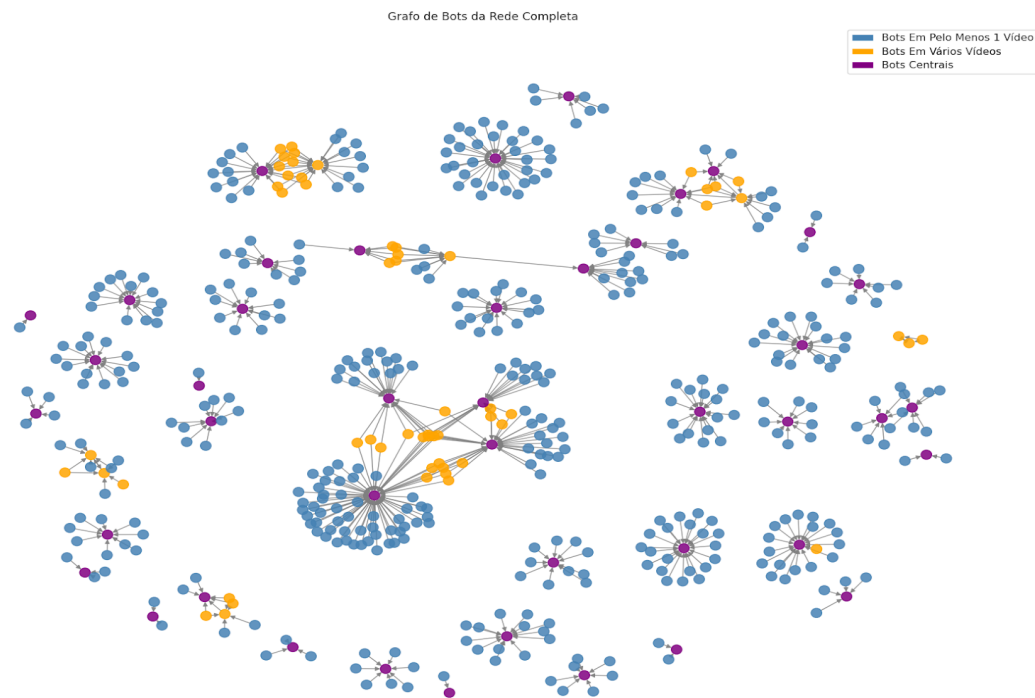 Grafo de Bots da Rede Completa
Bots Em Pelo Menos 1 Vídeo
Bots Em Vários Vídeos
Bots Centrais